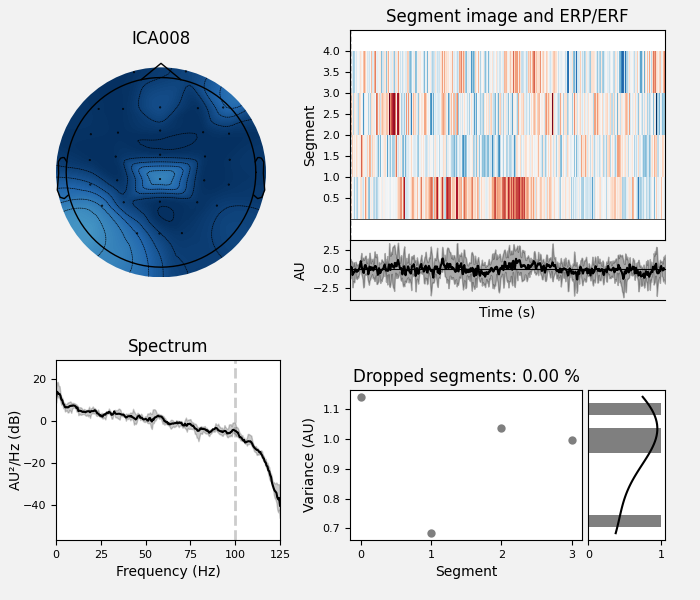 ICA008
Segment image and ERP/ERF
Segment
4.0
3.5
3.0
2.5
2.0
1.5
1.0
0.5
AU
2.5
0.0
−2.5
Time (s)
Spectrum
AU²/Hz (dB)
20
0
−20
−40
0 25 50 75 100 125
Frequency (Hz)
Dropped segments: 0.00 %
Variance (AU)
1.1
1.0
0.9
0.8
0.7
0 1 2 3
Segment
0 1